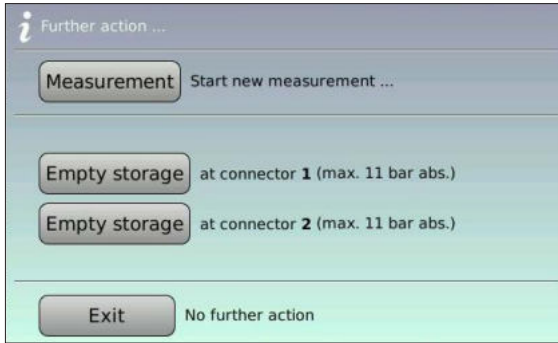 Further action ...
Measurement Start new measurement ...
Empty storage at connector 1 (max. 11 bar abs.)
Empty storage at connector 2 (max. 11 bar abs.)
Exit No further action